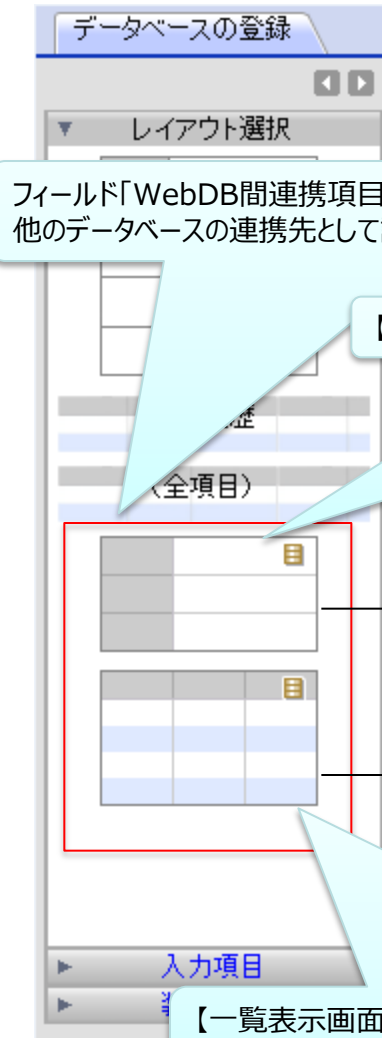 データベースの登録
レイアウト選択
フィールド「WebDB間連携項目
他のデータベースの連携先として
【
歴
（全項目）
入力項目
【一覧表示画面